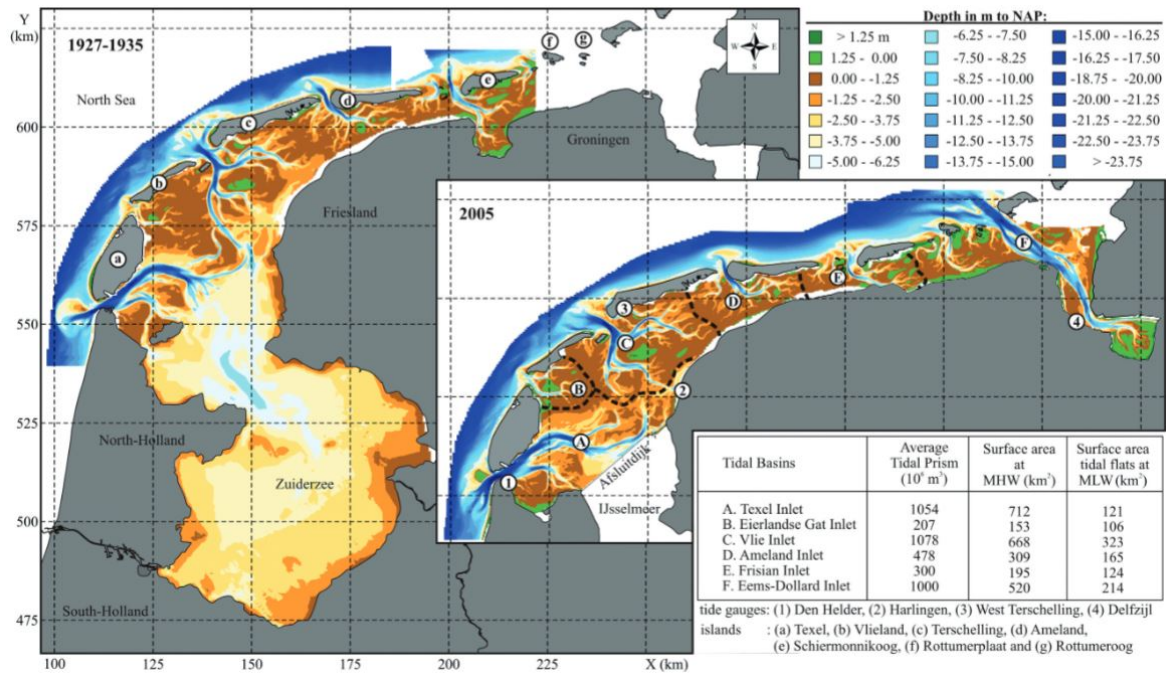 Y
(km)
1927-1935
North Sea
600
575
550
525
500
475
100
125
150
175
200
225
X (km)
Friesland
Groningen
North-Holland
Zuiderzee
South-Holland
a
b
c
d
e
f
g
N
W
E
S
Depth in m to NAP:
> 1.25 m
1.25 - 0.00
0.00 - -1.25
-1.25 - -2.50
-2.50 - -3.75
-3.75 - -5.00
-5.00 - -6.25
-6.25 - -7.50
-7.50 - -8.25
-8.25 - -10.00
-10.00 - -11.25
-11.25 - -12.50
-12.50 - -13.75
-13.75 - -15.00
-15.00 - -16.25
-16.25 - -17.50
-18.75 - -20.00
-20.00 - -21.25
-21.25 - -22.50
-22.50 - -23.75
> -23.75
2005
A
B
C
D
E
F
1
2
3
4
Afsluitdijk
IJsselmeer
Tidal Basins
Average Tidal Prism (10⁶ m³)
Surface area at MHW (km²)
Surface area tidal flats at MLW (km²)
A. Texel Inlet 1054 712 121
B. Eierlandse Gat Inlet 207 153 106
C. Vlie Inlet 1078 668 323
D. Ameland Inlet 478 309 165
E. Frisian Inlet 300 195 124
F. Eems-Dollard Inlet 1000 520 214
tide gauges: (1) Den Helder, (2) Harlingen, (3) West Terschelling, (4) Delfzijl
islands : (a) Texel, (b) Vlieland, (c) Terschelling, (d) Ameland,
(e) Schiermonnikoog, (f) Rottumerplaat and (g) Rottumeroog